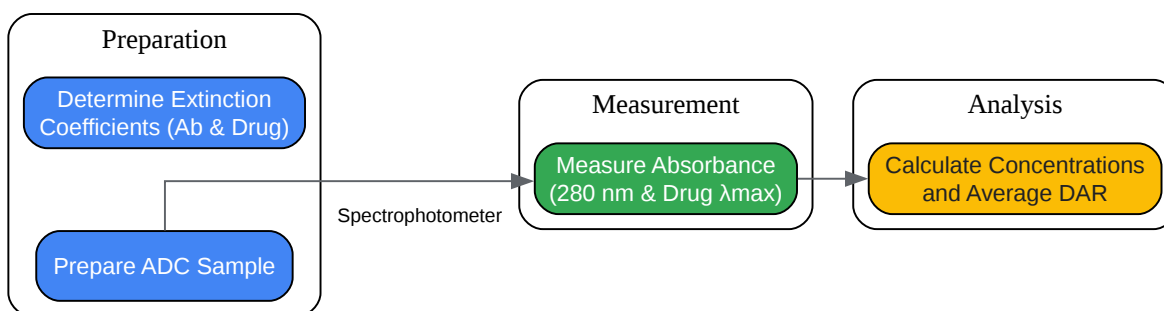 Preparation
Determine Extinction
Coefficients (Ab & Drug)
Prepare ADC Sample
Spectrophotometer
Measurement
Measure Absorbance
(280 nm & Drug λmax)
Analysis
Calculate Concentrations
and Average DAR